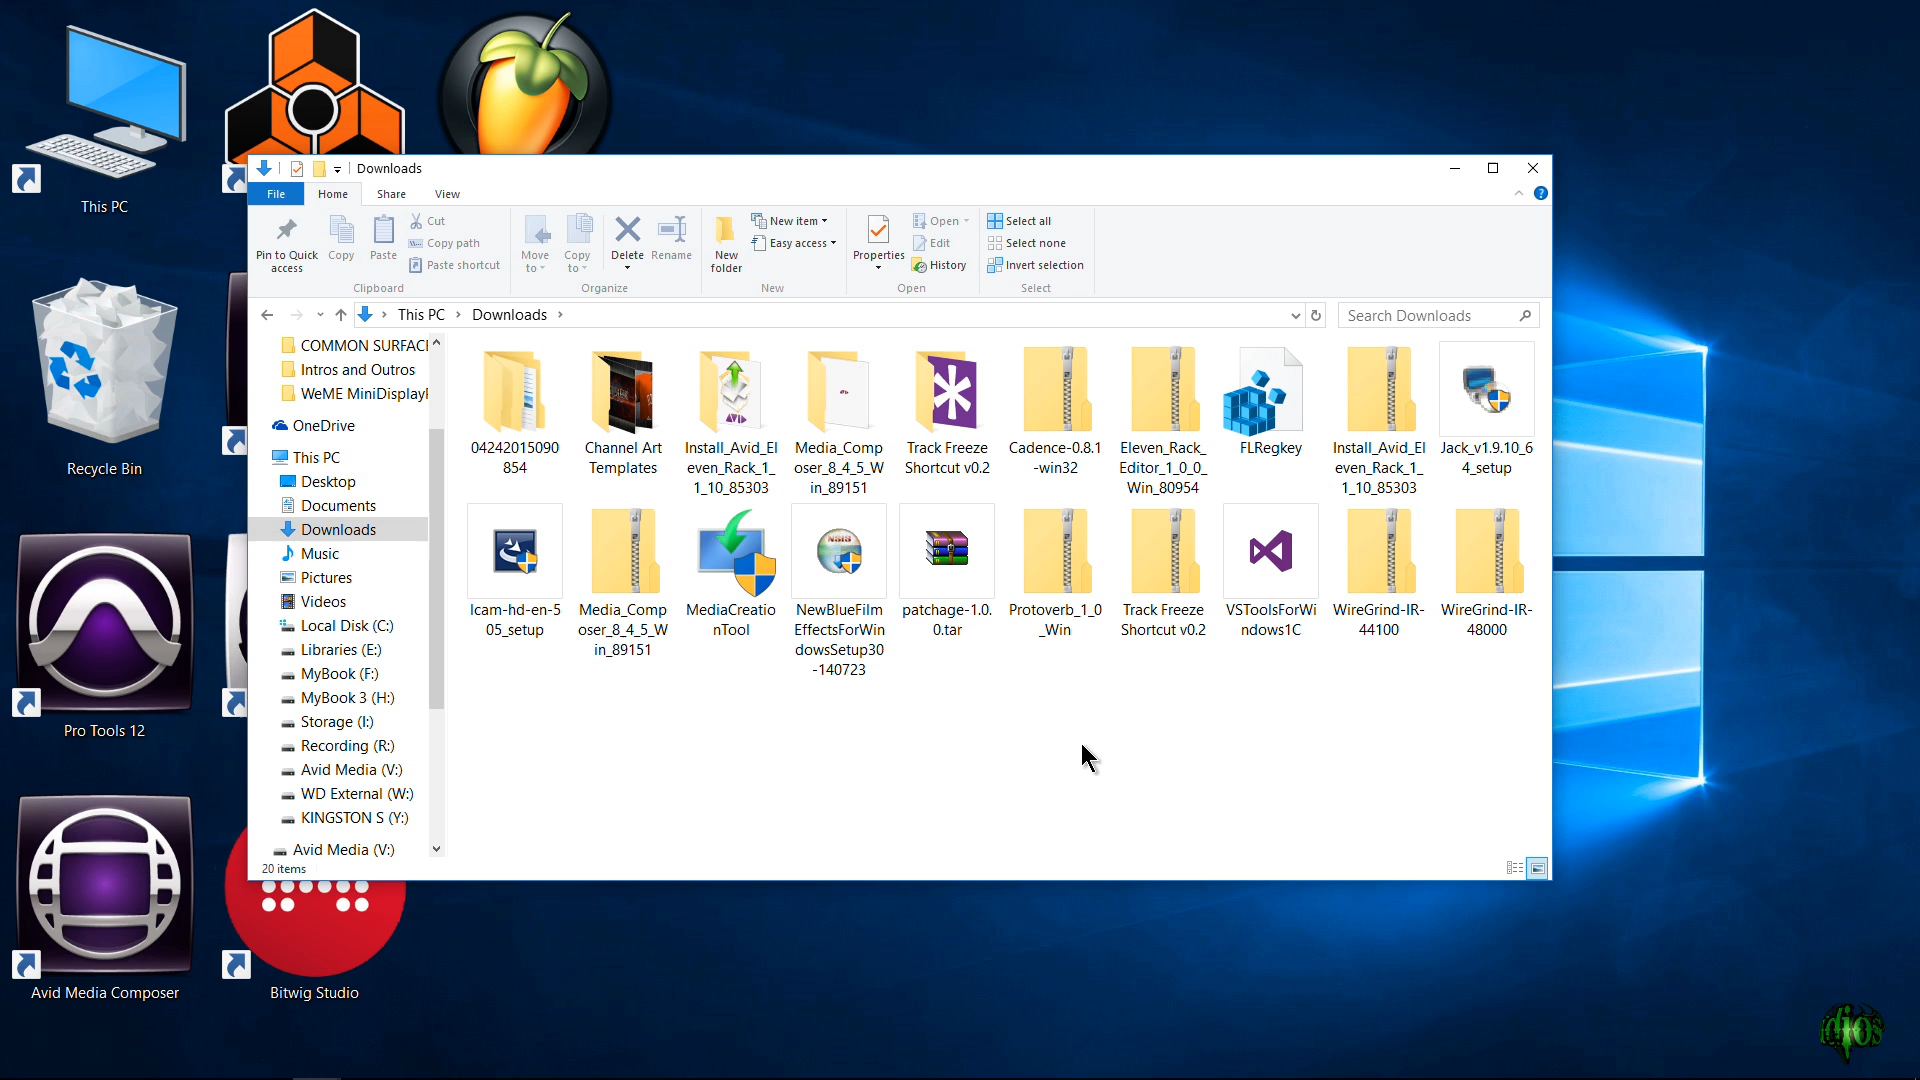 This PC
Recycle Bin
Pro Tools 12
Avid Media Composer
Bitwig Studio
Downloads
File
Home
Share
View
Pin to Quick
access
Copy
Paste
Cut
Copy path
Paste shortcut
Clipboard
Move
to
Copy
to
Delete
Rename
Organize
New
folder
New item
Easy access
New
Properties
Open
Edit
History
Open
Select all
Select none
Invert selection
Select
This PC
Downloads
Search Downloads
COMMON SURFAC
Intros and Outros
WeME MiniDisplay
OneDrive
This PC
Desktop
Documents
Downloads
Music
Pictures
Videos
Local Disk (C:)
Libraries (E:)
MyBook (F:)
MyBook 3 (H:)
Storage (I:)
Recording (R:)
Avid Media (V:)
WD External (W:)
KINGSTON S (Y:)
Avid Media (V:)
04242015090
854
Channel Art
Templates
Install_Avid_El
even_Rack_1_
1_10_85303
AVID
Media_Comp
oser_8_4_5_W
in_89151
Track Freeze
Shortcut v0.2
Cadence-0.8.1
-win32
Eleven_Rack_
Editor_1_0_0_
Win_80954
FLRegkey
Install_Avid_El
even_Rack_1_
1_10_85303
Jack_v1.9.10_6
4_setup
Icam-hd-en-5
05_setup
Media_Comp
oser_8_4_5_W
in_89151
MediaCreatio
nTool
NSIS
NewBlueFilm
EffectsForWin
dowsSetup30
-140723
patchage-1.0.
0.tar
Protoverb_1_0
_Win
Track Freeze
Shortcut v0.2
VSToolsForWi
ndows1C
WireGrind-IR-
44100
WireGrind-IR-
48000
20 items
idios